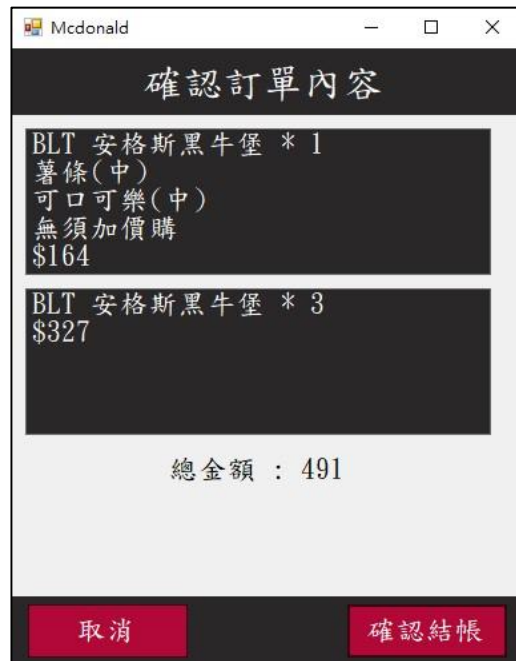 Mcdonald
確認訂單內容
BLT 安格斯黑牛堡 * 1
薯條(中)
可口可樂(中)
無須加價購
$164
BLT 安格斯黑牛堡 * 3
$327
總金額 : 491
取消
確認結帳